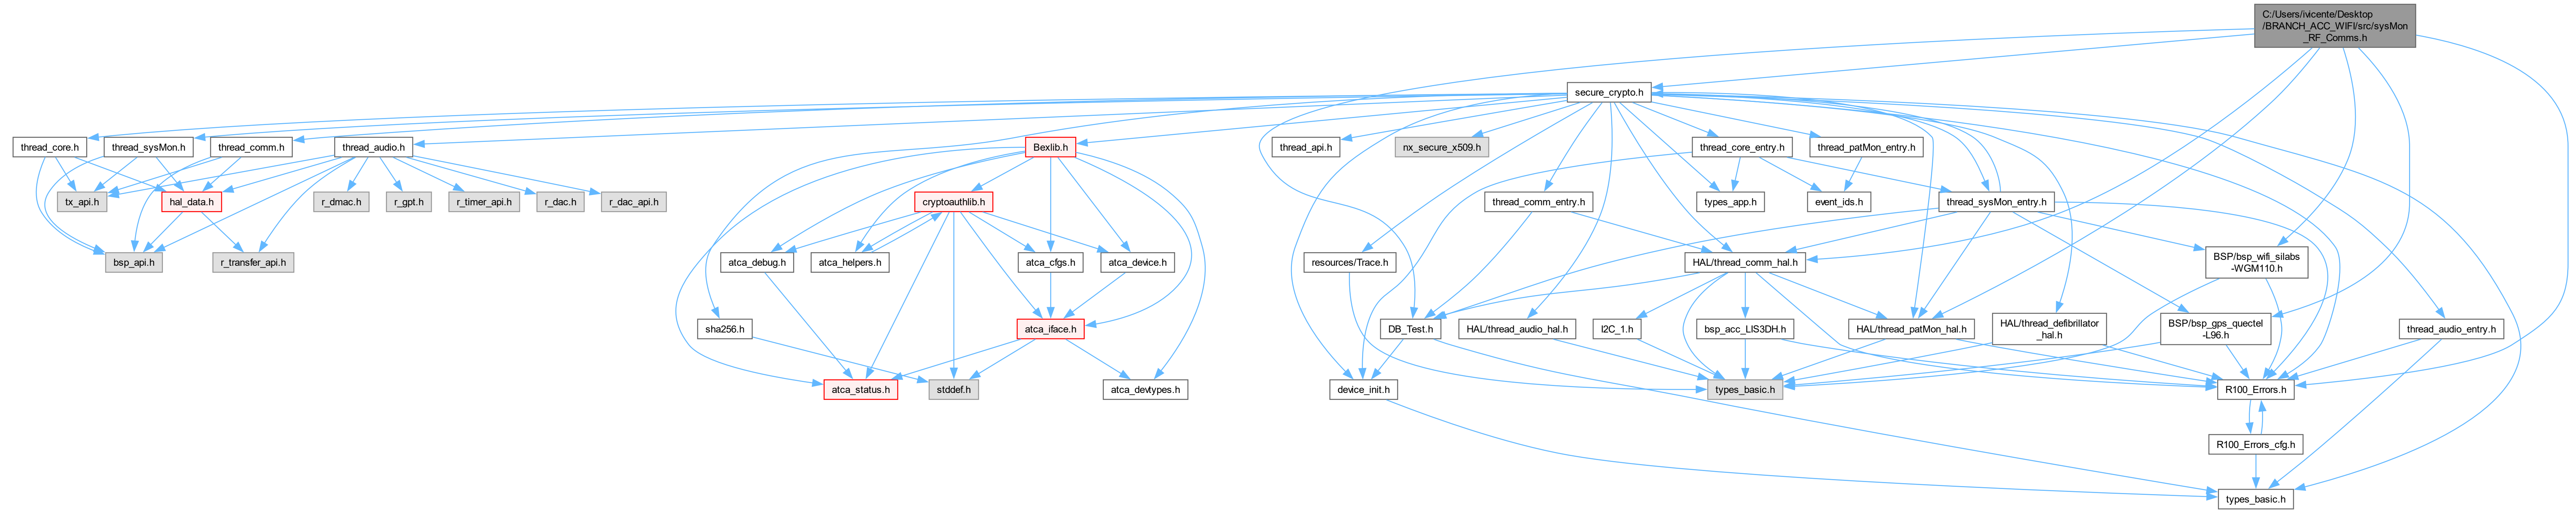 C:/Users/ivicente/Desktop
/BRANCH_ACC_WIFI/src/sysMon
_RF_Comms.h
secure_crypto.h
thread_core.h
thread_sysMon.h
thread_comm.h
thread_audio.h
Bexlib.h
thread_api.h
nx_secure_x509.h
thread_core_entry.h
thread_patMon_entry.h
tx_api.h
hal_data.h
r_dmac.h
r_gpt.h
r_timer_api.h
r_dac.h
r_dac_api.h
cryptoauthlib.h
thread_comm_entry.h
types_app.h
event_ids.h
thread_sysMon_entry.h
bsp_api.h
r_transfer_api.h
atca_debug.h
atca_helpers.h
atca_cfgs.h
atca_device.h
resources/Trace.h
HAL/thread_comm_hal.h
BSP/bsp_wifi_silabs
-WGM110.h
sha256.h
atca_iface.h
DB_Test.h
HAL/thread_audio_hal.h
I2C_1.h
bsp_acc_LIS3DH.h
HAL/thread_patMon_hal.h
HAL/thread_defibrillator
_hal.h
BSP/bsp_gps_quectel
-L96.h
thread_audio_entry.h
atca_status.h
stddef.h
atca_devtypes.h
device_init.h
types_basic.h
R100_Errors.h
R100_Errors_cfg.h
types_basic.h